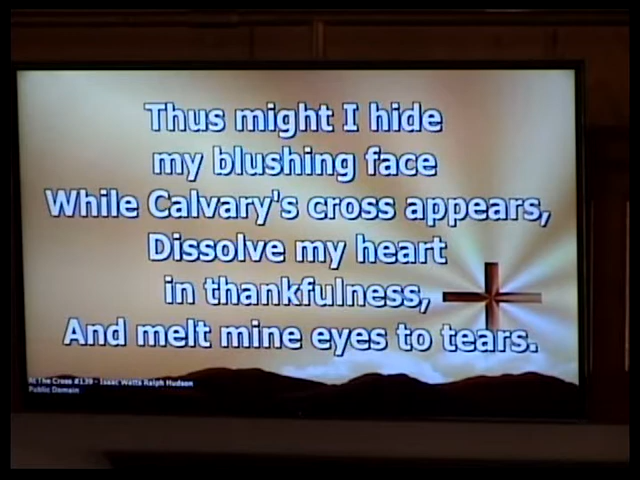 Thus might I hide
my blushing face
While Calvary's cross appears,
Dissolve my heart
in thankfulness,
And melt mine eyes to tears.
At The Cross #139 - Isaac Watts Ralph Hudson
Public Domain